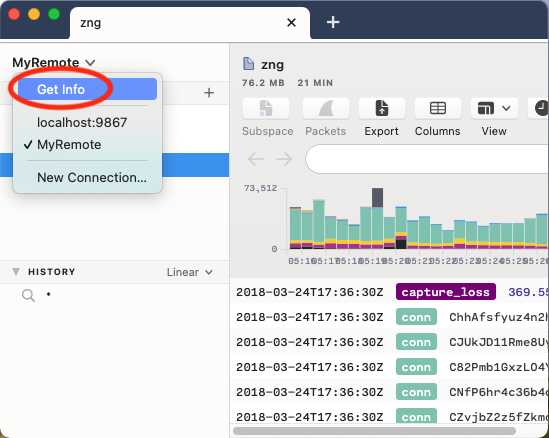 zng
MyRemote
Get Info
localhost:9867
MyRemote
New Connection...
HISTORY
Linear
*
zng
76.2 MB 21 MIN
Subspace Packets Export Columns View
73,512
0
05:16 05:17 05:18 05:19 05:20 05:21 05:22 05:23 05:24 05:25
2018-03-24T17:36:30Z capture_loss 369.55
2018-03-24T17:36:30Z conn ChhAfsfyuz4n2h
2018-03-24T17:36:30Z conn CJUkJD11Rme8Uy
2018-03-24T17:36:30Z conn C82Pmb1GxzLO4Y
2018-03-24T17:36:30Z conn CNfP6hr4c36b4c
2018-03-24T17:36:30Z conn CZvjbZ2z5fZkmd